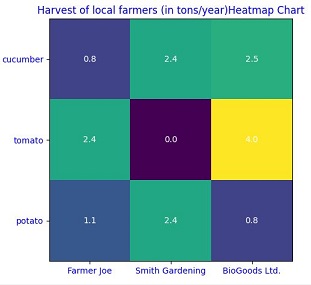 Harvest of local farmers (in tons/year)Heatmap Chart
cucumber 0.8 2.4 2.5
tomato 2.4 0.0 4.0
potato 1.1 2.4 0.8
Farmer Joe Smith Gardening BioGoods Ltd.